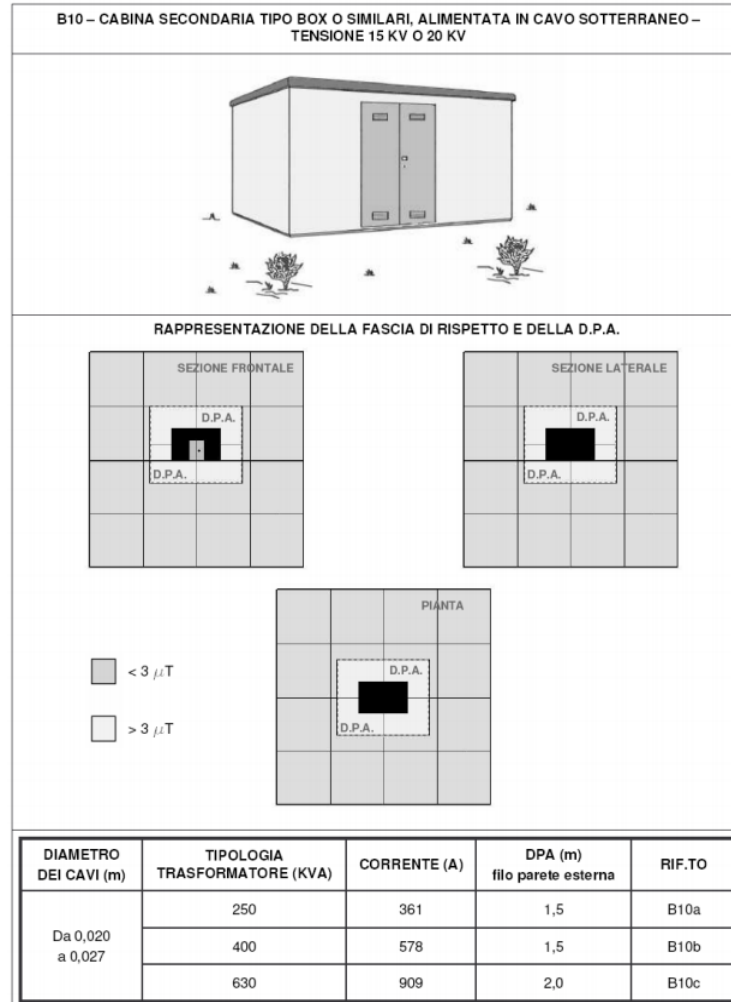 B10 – CABINA SECONDARIA TIPO BOX O SIMILARI, ALIMENTATA IN CAVO SOTTERRANEO –
TENSIONE 15 KV O 20 KV
RAPPRESENTAZIONE DELLA FASCIA DI RISPETTO E DELLA D.P.A.
SEZIONE FRONTALE
D.P.A.
D.P.A.
SEZIONE LATERALE
D.P.A.
D.P.A.
PIANTA
D.P.A.
D.P.A.
< 3 μT
> 3 μT
DIAMETRO DEI CAVI (m) TIPOLOGIA TRASFORMATORE (KVA) CORRENTE (A) DPA (m) filo parete esterna RIF.TO
Da 0,020 a 0,027
250 361 1,5 B10a
400 578 1,5 B10b
630 909 2,0 B10c